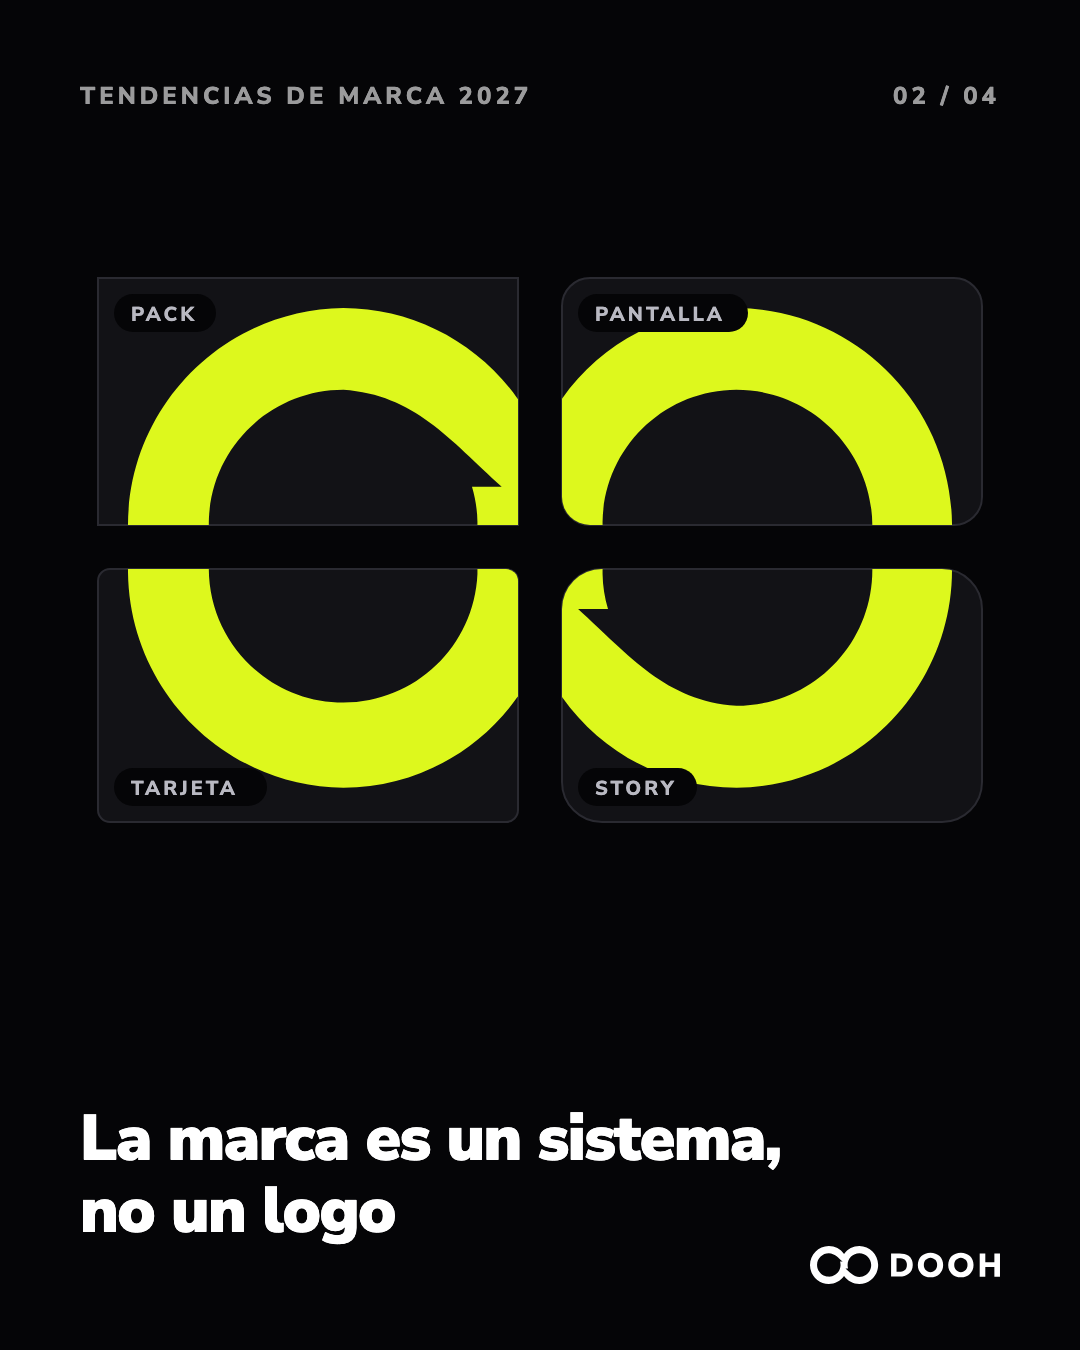 TENDENCIAS DE MARCA 2027
02 / 04
PACK
PANTALLA
TARJETA
STORY
La marca es un sistema,
no un logo
DOOH